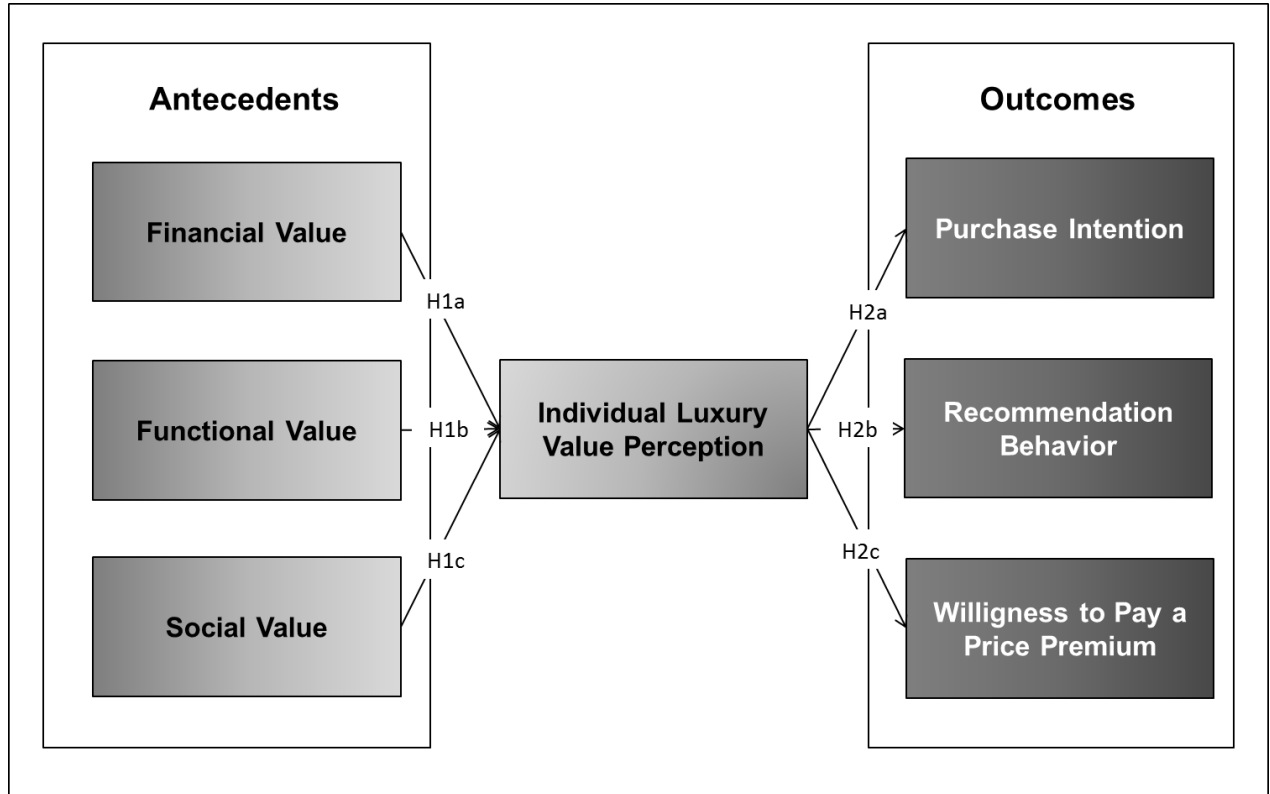 Antecedents
Financial Value
Functional Value
Social Value
H1a
H1b
H1c
Individual Luxury
Value Perception
H2a
H2b
H2c
Outcomes
Purchase Intention
Recommendation
Behavior
Willigness to Pay a
Price Premium